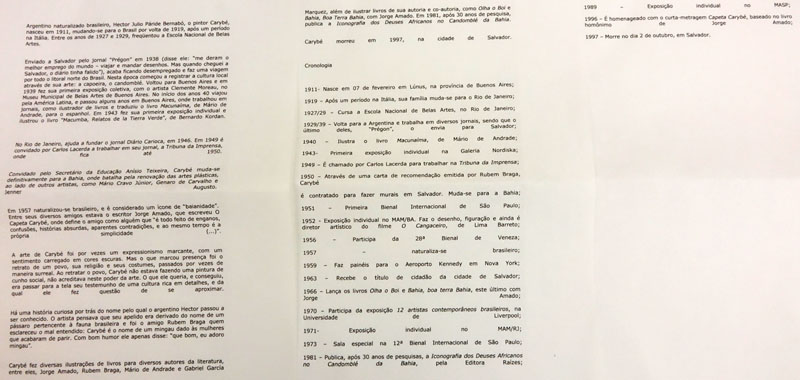 Argentino naturalizado brasileiro, Hector Julio Páride Bernabó, o pintor Carybé,
nasceu em 1911, mudando-se para o Brasil por volta de 1919, após um período
na Itália. Entre os anos de 1927 e 1929, freqüentou a Escola Nacional de Belas
Artes.
Enviado a Salvador pelo jornal "Prégon" em 1938 (disse ele: "me deram o
melhor emprego do mundo – viajar e mandar desenhos. Mas quando cheguei a
Salvador, o diário tinha falido"), acaba ficando desempregado e faz uma viagem
por todo o litoral norte do Brasil. Nesta época começou a registrar a cultura local
através de sua arte: a capoeira, o candomblé. Voltou para Buenos Aires e em
1939 fez sua primeira exposição coletiva, com o artista Clemente Moreau, no
Museu Municipal de Belas Artes de Buenos Aires. No início dos anos 40 viajou
pela América Latina, e passou alguns anos em Buenos Aires, onde trabalhou em
jornais, como ilustrador de livros e traduziu o livro Macunaíma, de Mário de
Andrade, para o espanhol. Em 1943 fez sua primeira exposição individual e
ilustrou o livro "Macumba, Relatos de la Tierra Verde", de Bernardo Kordan.
No Rio de Janeiro, ajuda a fundar o jornal Diário Carioca, em 1946. Em 1949 é
convidado por Carlos Lacerda a trabalhar em seu jornal, a Tribuna da Imprensa,
onde fica até 1950.
Convidado pelo Secretário da Educação Anísio Teixeira, Carybé muda-se
definitivamente para a Bahia, onde batalha pela renovação das artes plásticas,
ao lado de outros artistas, como Mário Cravo Júnior, Genaro de Carvalho e
Jenner Augusto.
Em 1957 naturalizou-se brasileiro, e é considerado um ícone de "baianidade".
Entre seus diversos amigos estava o escritor Jorge Amado, que escreveu O
Capeta Carybé, onde define o amigo como alguém que "é todo feito de enganos,
confusões, histórias absurdas, aparentes contradições, e ao mesmo tempo é a
própria simplicidade (...)".
A arte de Carybé foi por vezes um expressionismo marcante, com um
sentimento carregado em cores escuras. Mas o que marcou presença foi o
retrato de um povo, sua religião e seus costumes, passados por vezes de
maneira surreal. Ao retratar o povo, Carybé não estava fazendo uma pintura de
cunho social, não acreditava neste poder da arte. O que ele queria, e conseguiu,
era passar para a tela seu testemunho de uma cultura rica em detalhes, e da
qual ele fez questão de se aproximar.
Há uma história curiosa por trás do nome pelo qual o argentino Hector passou a
ser conhecido. O artista pensava que seu apelido era derivado do nome de um
pássaro pertencente à fauna brasileira e foi o amigo Rubem Braga quem
esclareceu o mal entendido: Carybé é o nome de um mingau dado às mulheres
que acabaram de parir. Com bom humor ele apenas disse: "que bom, eu adoro
mingau".
Carybé fez diversas ilustrações de livros para diversos autores da literatura,
entre eles, Jorge Amado, Rubem Braga, Mário de Andrade e Gabriel García
Marquez, além de ilustrar livros de sua autoria e co-autoria, como Olha o Boi e
Bahia, Boa Terra Bahia, com Jorge Amado. Em 1981, após 30 anos de pesquisa,
publica a Iconografia dos Deuses Africanos no Candomblé da Bahia.
Carybé morreu em 1997, na cidade de Salvador.
Cronologia
1911- Nasce em 07 de fevereiro em Lúnus, na província de Buenos Aires;
1919 – Após um período na Itália, sua família muda-se para o Rio de Janeiro;
1927/29 – Cursa a Escola Nacional de Belas Artes, no Rio de Janeiro;
1929/39 – Volta para a Argentina e trabalha em diversos jornais, sendo que o
último deles, "Prégon", o envia para Salvador;
1940 – Ilustra o livro Macunaíma, de Mário de Andrade;
1943- Primeira exposição individual na Galeria Nordiska;
1949 – É chamado por Carlos Lacerda para trabalhar na Tribuna da Imprensa;
1950 – Através de uma carta de recomendação emitida por Rubem Braga,
Carybé
é contratado para fazer murais em Salvador. Muda-se para a Bahia;
1951 – Primeira Bienal Internacional de São Paulo;
1952 – Exposição individual no MAM/BA. Faz o desenho, figuração e ainda é
diretor artístico do filme O Cangaceiro, de Lima Barreto;
1956 – Participa da 28ª Bienal de Veneza;
1957 – naturaliza-se brasileiro;
1959 – Faz painéis para o Aeroporto Kennedy em Nova York;
1963 – Recebe o título de cidadão da cidade de Salvador;
1966 – Lança os livros Olha o Boi e Bahia, boa terra Bahia, este último com
Jorge Amado;
1970 – Participa da exposição 12 artistas contemporâneos brasileiros, na
Universidade de Liverpool;
1971- Exposição individual no MAM/RJ;
1973 – Sala especial na 12ª Bienal Internacional de São Paulo;
1981 – Publica, após 30 anos de pesquisas, a Iconografia dos Deuses Africanos
no Candomblé da Bahia, pela Editora Raízes;
1989 – Exposição individual no MASP;
1996 – É homenageado com o curta-metragem Capeta Carybé, baseado no livro
homônimo de Jorge Amado;
1997 – Morre no dia 2 de outubro, em Salvador.